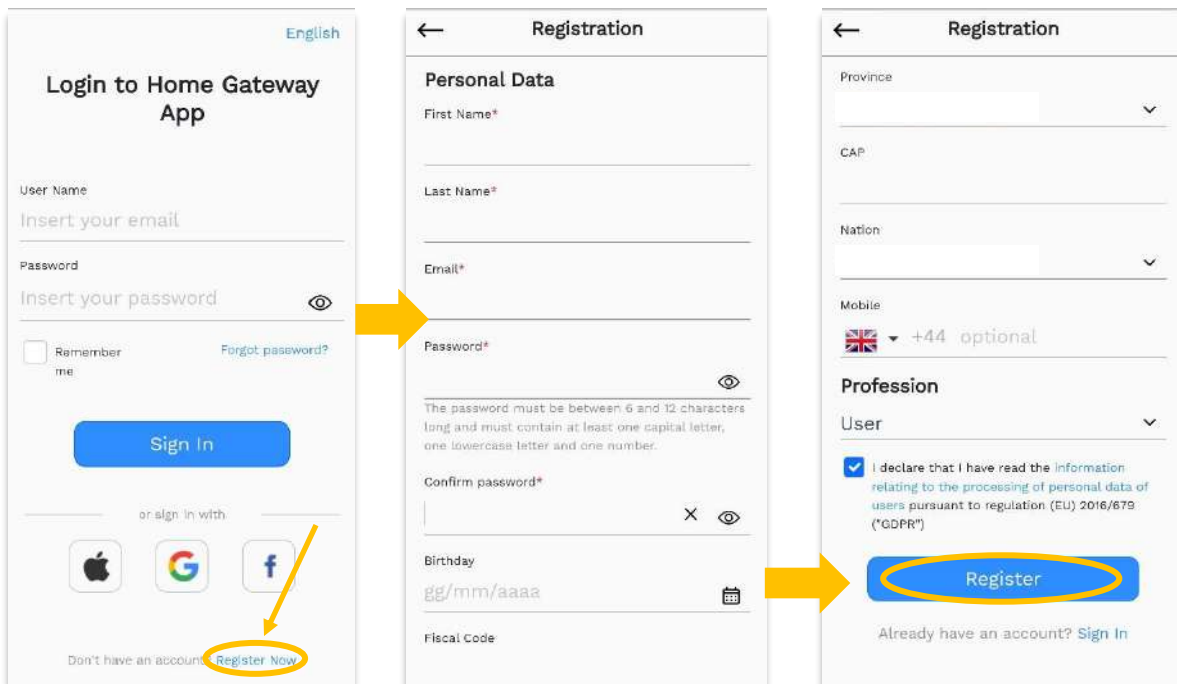 English
Login to Home Gateway
App
User Name
Insert your email
Password
Insert your password
Remember
me
Forgot password?
Sign In
or sign in with
Don't have an account Register Now
Registration
Personal Data
First Name*
Last Name*
Email*
Password*
The password must be between 6 and 12 characters
long and must contain at least one capital letter,
one lowercase letter and one number.
Confirm password*
Birthday
gg/mm/aaaa
Fiscal Code
Registration
Province
CAP
Nation
Mobile
+44 optional
Profession
User
I declare that I have read the information
relating to the processing of personal data of
users pursuant to regulation (EU) 2016/679
("GDPR")
Register
Already have an account? Sign In